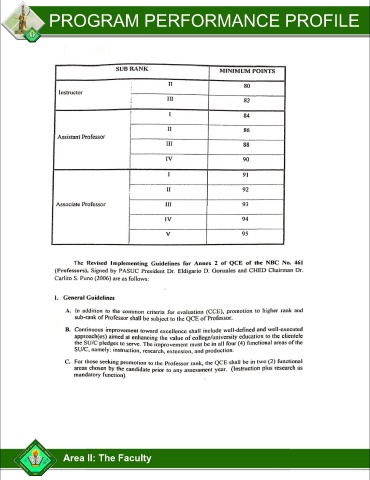 PROGRAM PERFORMANCE PROFILE
SUB RANK MINIMUM POINTS
Instructor
II 80
III 82
Assistant Professor
I 84
II 86
III 88
IV 90
Associate Professor
I 91
II 92
III 93
IV 94
V 95
The Revised Implementing Guidelines for Annex 2 of QCE of the NBC No. 461
(Professors), Signed by PASUC President Dr. Eldigario D. Gonzales and CHED Chairman Dr.
Carlito S. Puno (2006) are as follows:
I. General Guidelines
A. In addition to the common criteria for evaluation (CCE), promotion to higher rank and
sub-rank of Professor shall be subject to the QCE of Professor.
B. Continuous improvement toward excellence shall include well-defined and well-executed
approach(es) aimed at enhancing the value of college/university education to the clientele
the SU/C pledges to serve. The improvement must be in all four (4) functional areas of the
SU/C, namely: instruction, research, extension, and production.
C. For those seeking promotion to the Professor rank, the QCE shall be in two (2) functional
areas chosen by the candidate prior to any assessment year. (Instruction plus research as
mandatory function).
Area II: The Faculty